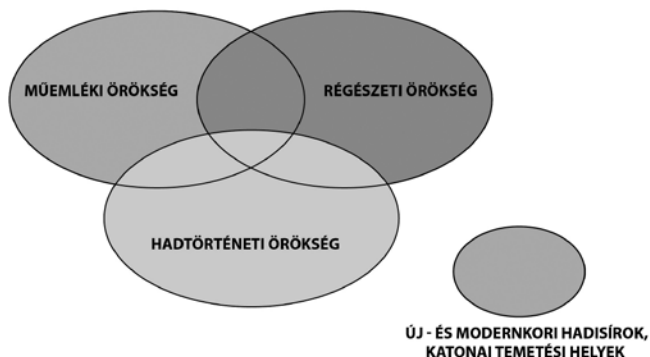 MŰEMLÉKI ÖRÖKSÉG
RÉGÉSZETI ÖRÖKSÉG
HADTÖRTÉNETI ÖRÖKSÉG
ÚJ - ÉS MODERNKORI HADISÍROK,
KATONAI TEMETÉSI HELYEK